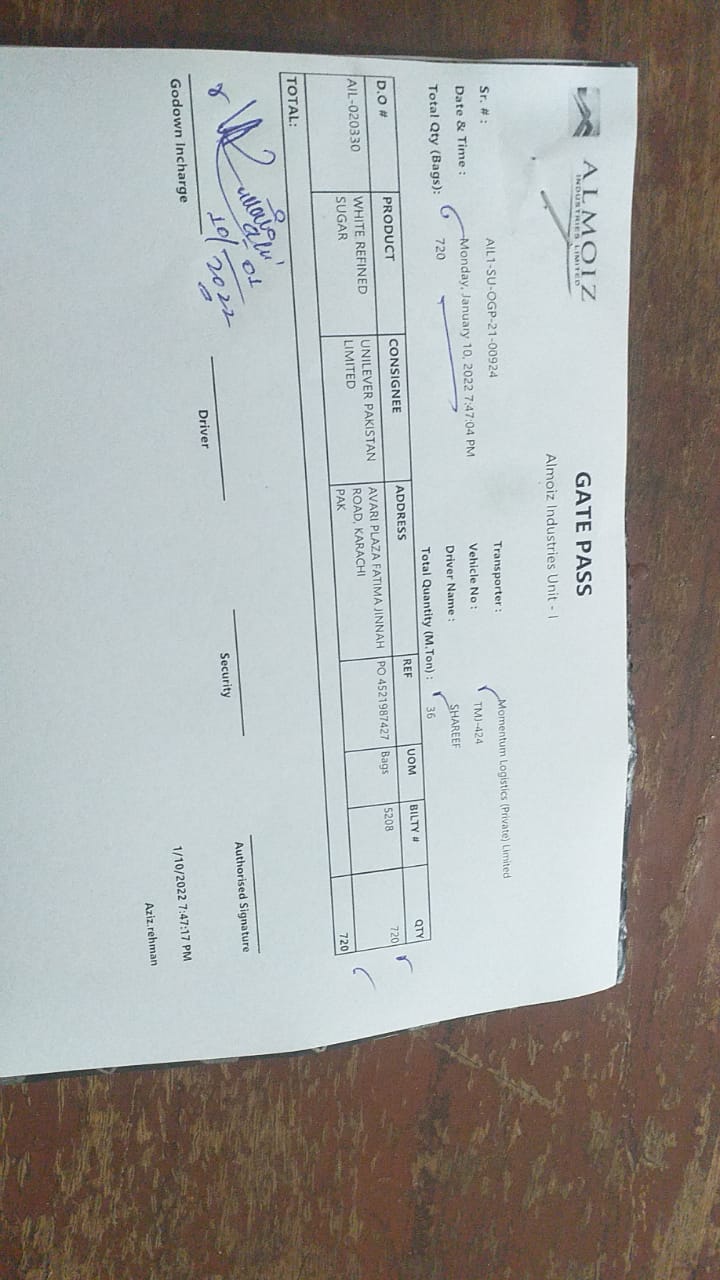 ALMOIZ
INDUSTRIES LIMITED
GATE PASS
Almoiz Industries Unit - I
Sr. # : AIL1-SU-OGP-21-00924
Date & Time : Monday, January 10, 2022 7:47:04 PM
Total Qty (Bags): 720
Transporter : Momentum Logistics (Private) Limited
Vehicle No : TMJ-424
Driver Name : SHAREEF
Total Quantity (M.Ton) : 36
D.O # PRODUCT CONSIGNEE ADDRESS REF UOM BILTY # QTY
AIL-020330 WHITE REFINED UNILEVER PAKISTAN AVARI PLAZA FATIMA JINNAH PO 4521987427 Bags 5208 720
SUGAR LIMITED ROAD, KARACHI
PAK
TOTAL: 720
10/01
2022
Godown Incharge Driver Security Authorised Signature
1/10/2022 7:47:17 PM
Aziz.rehman